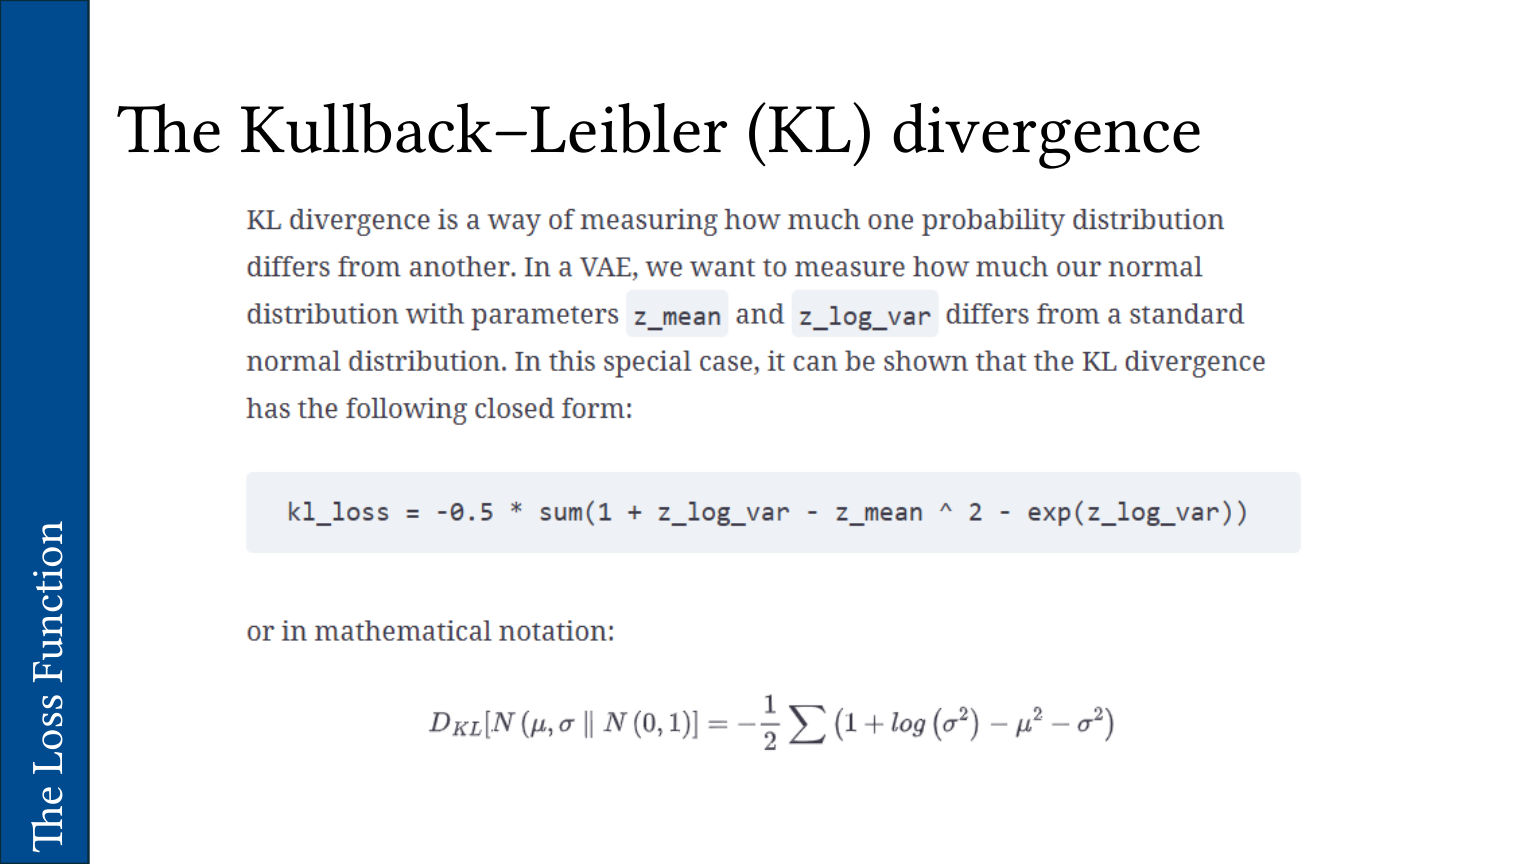 The Kullback–Leibler (KL) divergence
KL divergence is a way of measuring how much one probability distribution
differs from another. In a VAE, we want to measure how much our normal
distribution with parameters z_mean and z_log_var differs from a standard
normal distribution. In this special case, it can be shown that the KL divergence
has the following closed form:
kl_loss = -0.5 * sum(1 + z_log_var - z_mean ^ 2 - exp(z_log_var))
or in mathematical notation:
D_{KL}[N (μ, σ ∥ N (0, 1)] = −\frac{1}{2} ∑ (1 + log (σ²) − μ² − σ²)
The Loss Function